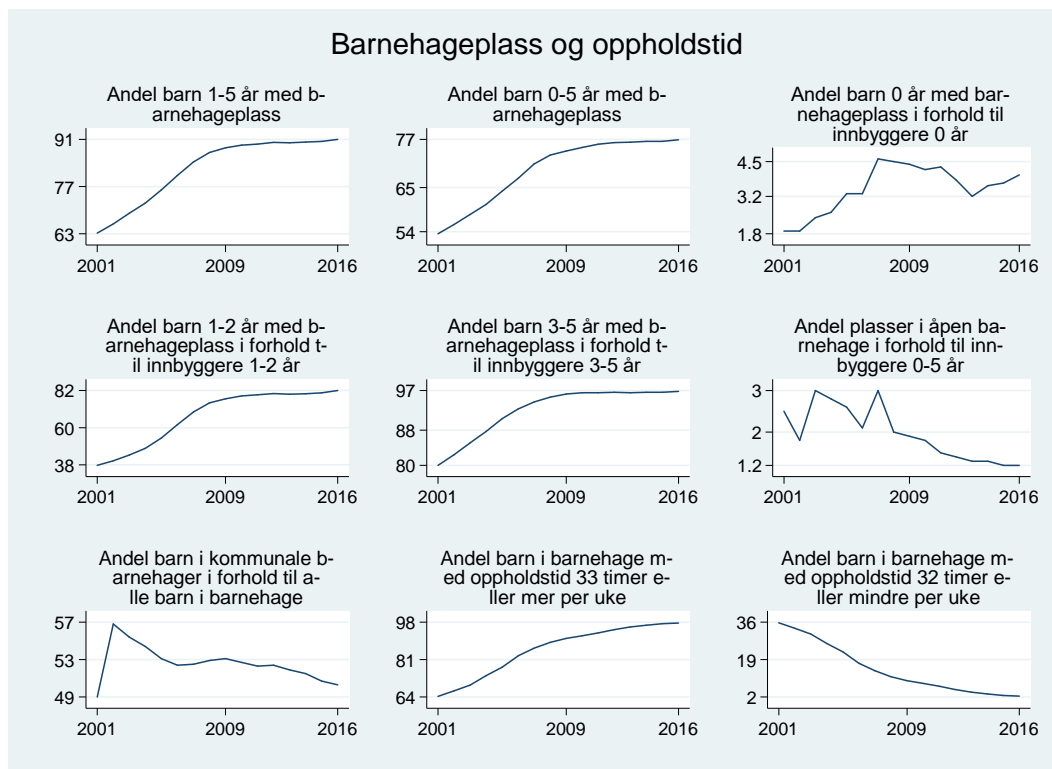 Barnehageplass og oppholdstid
Andel barn 1-5 år med b-
arnehageplass
91
77
63
2001
2009
2016
Andel barn 0-5 år med b-
arnehageplass
77
65
54
2001
2009
2016
Andel barn 0 år med bar-
nehageplass i forhold til
innbyggere 0 år
4.5
3.2
1.8
2001
2009
2016
Andel barn 1-2 år med b-
arnehageplass i forhold t-
il innbyggere 1-2 år
82
60
38
2001
2009
2016
Andel barn 3-5 år med b-
arnehageplass i forhold t-
il innbyggere 3-5 år
97
88
80
2001
2009
2016
Andel plasser i åpen ba-
rnehage i forhold til inn-
byggere 0-5 år
3
2
1.2
2001
2009
2016
Andel barn i kommunale b-
arnehager i forhold til a-
lle barn i barnehage
57
53
49
2001
2009
2016
Andel barn i barnehage m-
ed oppholdstid 33 timer e-
ller mer per uke
98
81
64
2001
2009
2016
Andel barn i barnehage m-
ed oppholdstid 32 timer e-
ller mindre per uke
36
19
2
2001
2009
2016